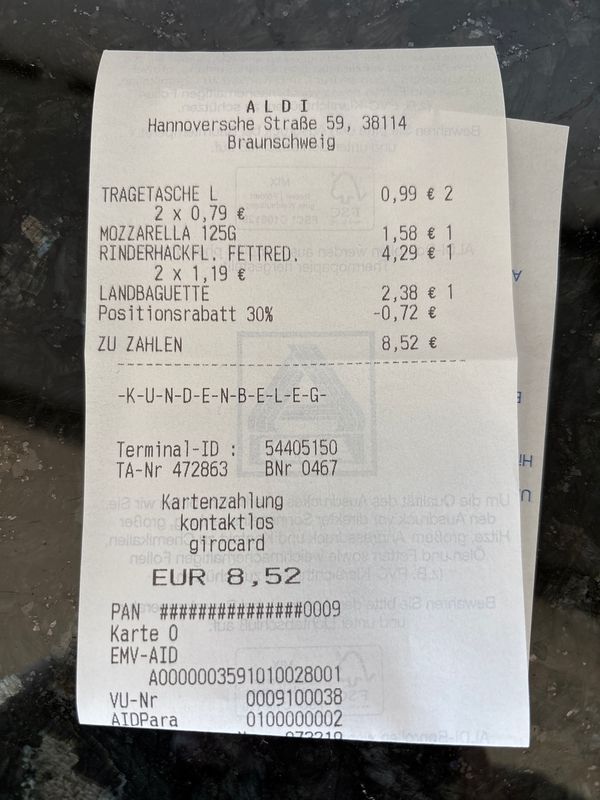 ALDI
Hannoversche Straße 59, 38114
Braunschweig
TRAGETASCHE L 0,99 € 2
2 x 0,79 €
MOZZARELLA 125G 1,58 € 1
RINDERHACKFL. FETTRED. 4,29 € 1
2 x 1,19 €
LANDBAGUETTE 2,38 € 1
Positionsrabatt 30% -0,72 €
ZU ZAHLEN 8,52 €
-K-U-N-D-E-N-B-E-L-E-G-
Terminal-ID : 54405150
TA-Nr 472863 BNr 0467
Kartenzahlung
kontaktlos
girocard
EUR 8,52
PAN ###############0009
Karte 0
EMV-AID
A0000003591010028001
VU-Nr 0009100038
AIDPara 0100000002